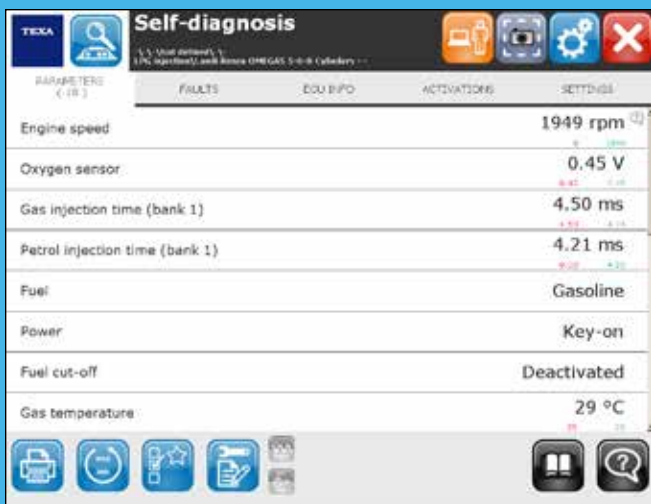 TEXA
Self-diagnosis
PARAMETERS
FAULTS
ECU INFO
ACTIVATIONS
SETTINGS
Engine speed
1949 rpm
Oxygen sensor
0.45 V
Gas injection time (bank 1)
4.50 ms
Petrol injection time (bank 1)
4.21 ms
Fuel
Gasoline
Power
Key-on
Fuel cut-off
Deactivated
Gas temperature
29 °C